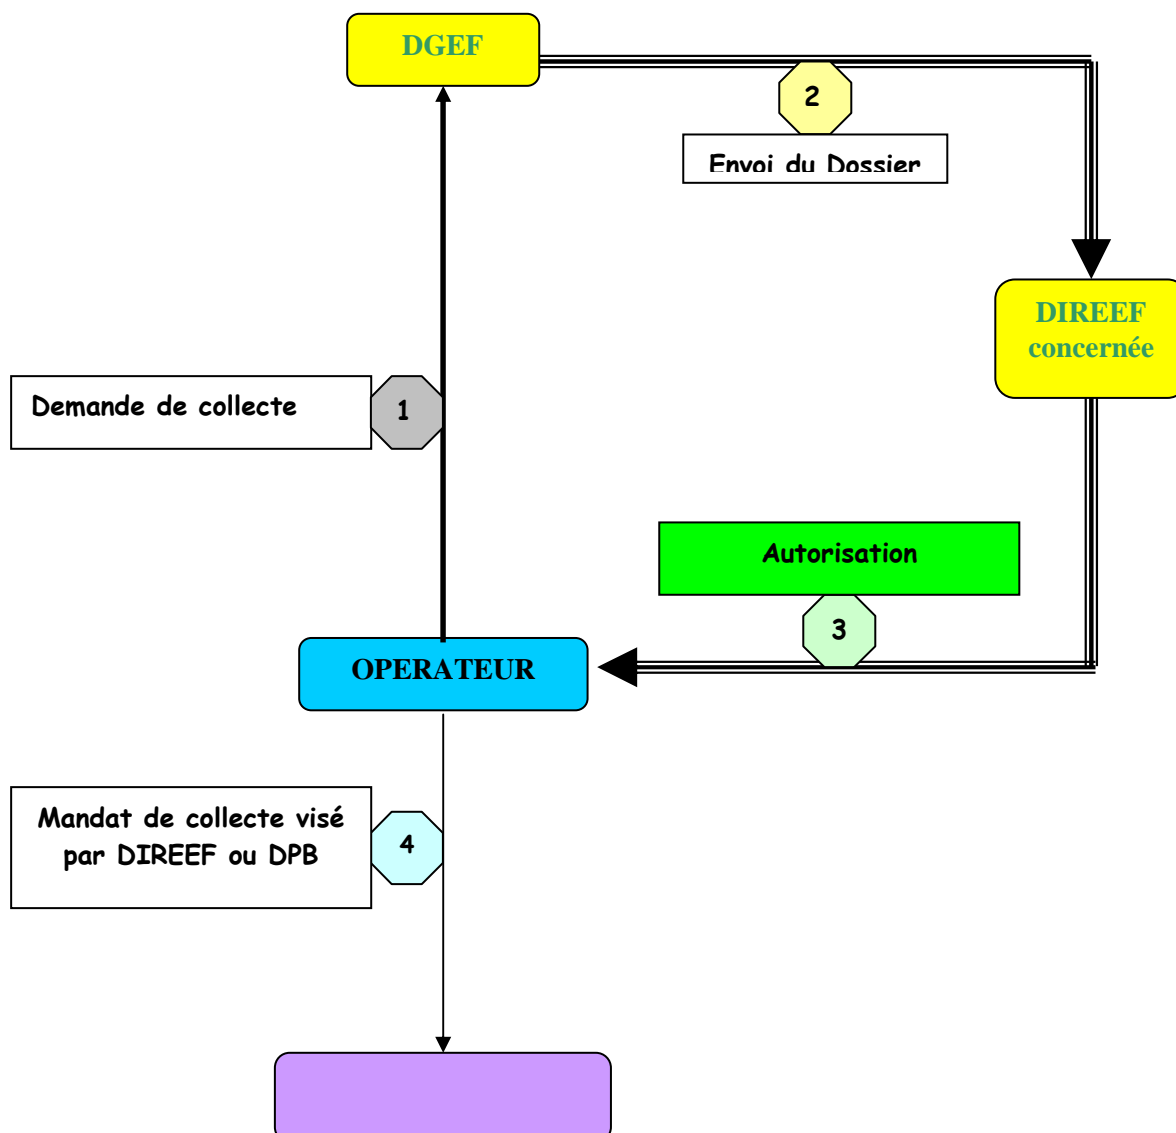 DGEF
2
Envoi du Dossier
DIREEF
concernée
Demande de collecte
1
Autorisation
3
OPERATEUR
Mandat de collecte visé
par DIREEF ou DPB
4